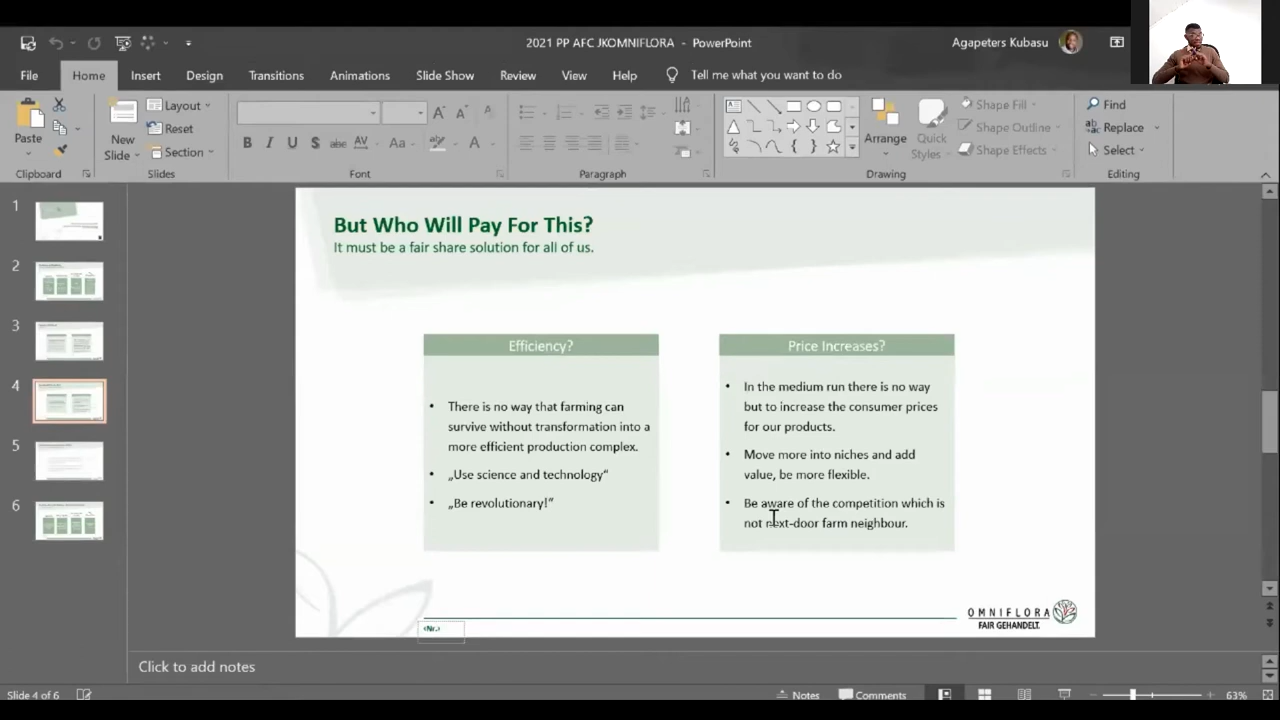 2021 PP AFC JKOMNIFLORA - PowerPoint
Agapeters Kubasu
File Home Insert Design Transitions Animations Slide Show Review View Help Tell me what you want to do
Paste
New
Slide
Layout
Reset
Section
Arrange
Quick
Styles
Shape Fill
Shape Outline
Shape Effects
Find
Replace
Select
Clipboard Slides Font Paragraph Drawing Editing
1
2
3
4
5
6
But Who Will Pay For This?
It must be a fair share solution for all of us.
Efficiency?
• There is no way that farming can
survive without transformation into a
more efficient production complex.
• „Use science and technology“
• „Be revolutionary!“
Price Increases?
• In the medium run there is no way
but to increase the consumer prices
for our products.
• Move more into niches and add
value, be more flexible.
• Be aware of the competition which is
not next-door farm neighbour.
‹Nr.›
OMNIFLORA
FAIR GEHANDELT.
Click to add notes
Slide 4 of 6
Notes Comments 63%